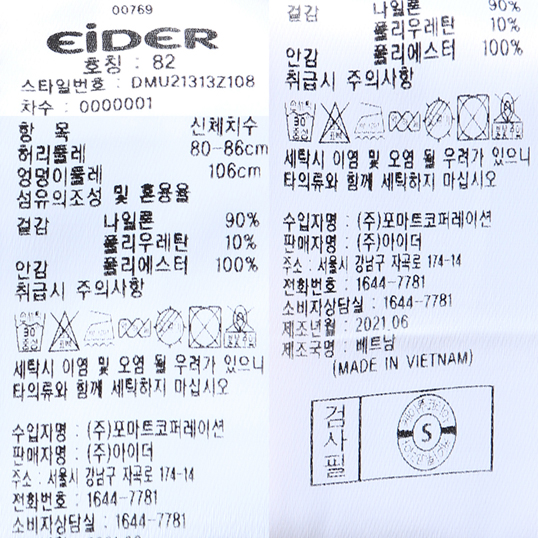 00769
EiDER
호칭 : 82
스타일번호 : DMU21313Z108
차수 : 0000001
항 목 신체치수
허리둘레 80-86cm
엉덩이둘레 106cm
섬유의조성 및 혼용율
겉감 나일론 90%
폴리우레탄 10%
안감 폴리에스터 100%
취급시 주의사항
30
중성
세탁시 이염 및 오염 될 우려가 있으니
타의류와 함께 세탁하지 마십시오
수입자명 : (주)포마트코퍼레이션
판매자명 : (주)아이더
주소 : 서울시 강남구 자곡로 174-14
전화번호 : 1644-7781
소비자상담실 : 1644-7781
겉감 나일론 90%
폴리우레탄 10%
안감 폴리에스터 100%
취급시 주의사항
30
중성
세탁시 이염 및 오염 될 우려가 있으니
타의류와 함께 세탁하지 마십시오
수입자명 : (주)포마트코퍼레이션
판매자명 : (주)아이더
주소 : 서울시 강남구 자곡로 174-14
전화번호 : 1644-7781
소비자상담실 : 1644-7781
제조년월 : 2021.06
제조국명 : 베트남
(MADE IN VIETNAM)
검사필
S